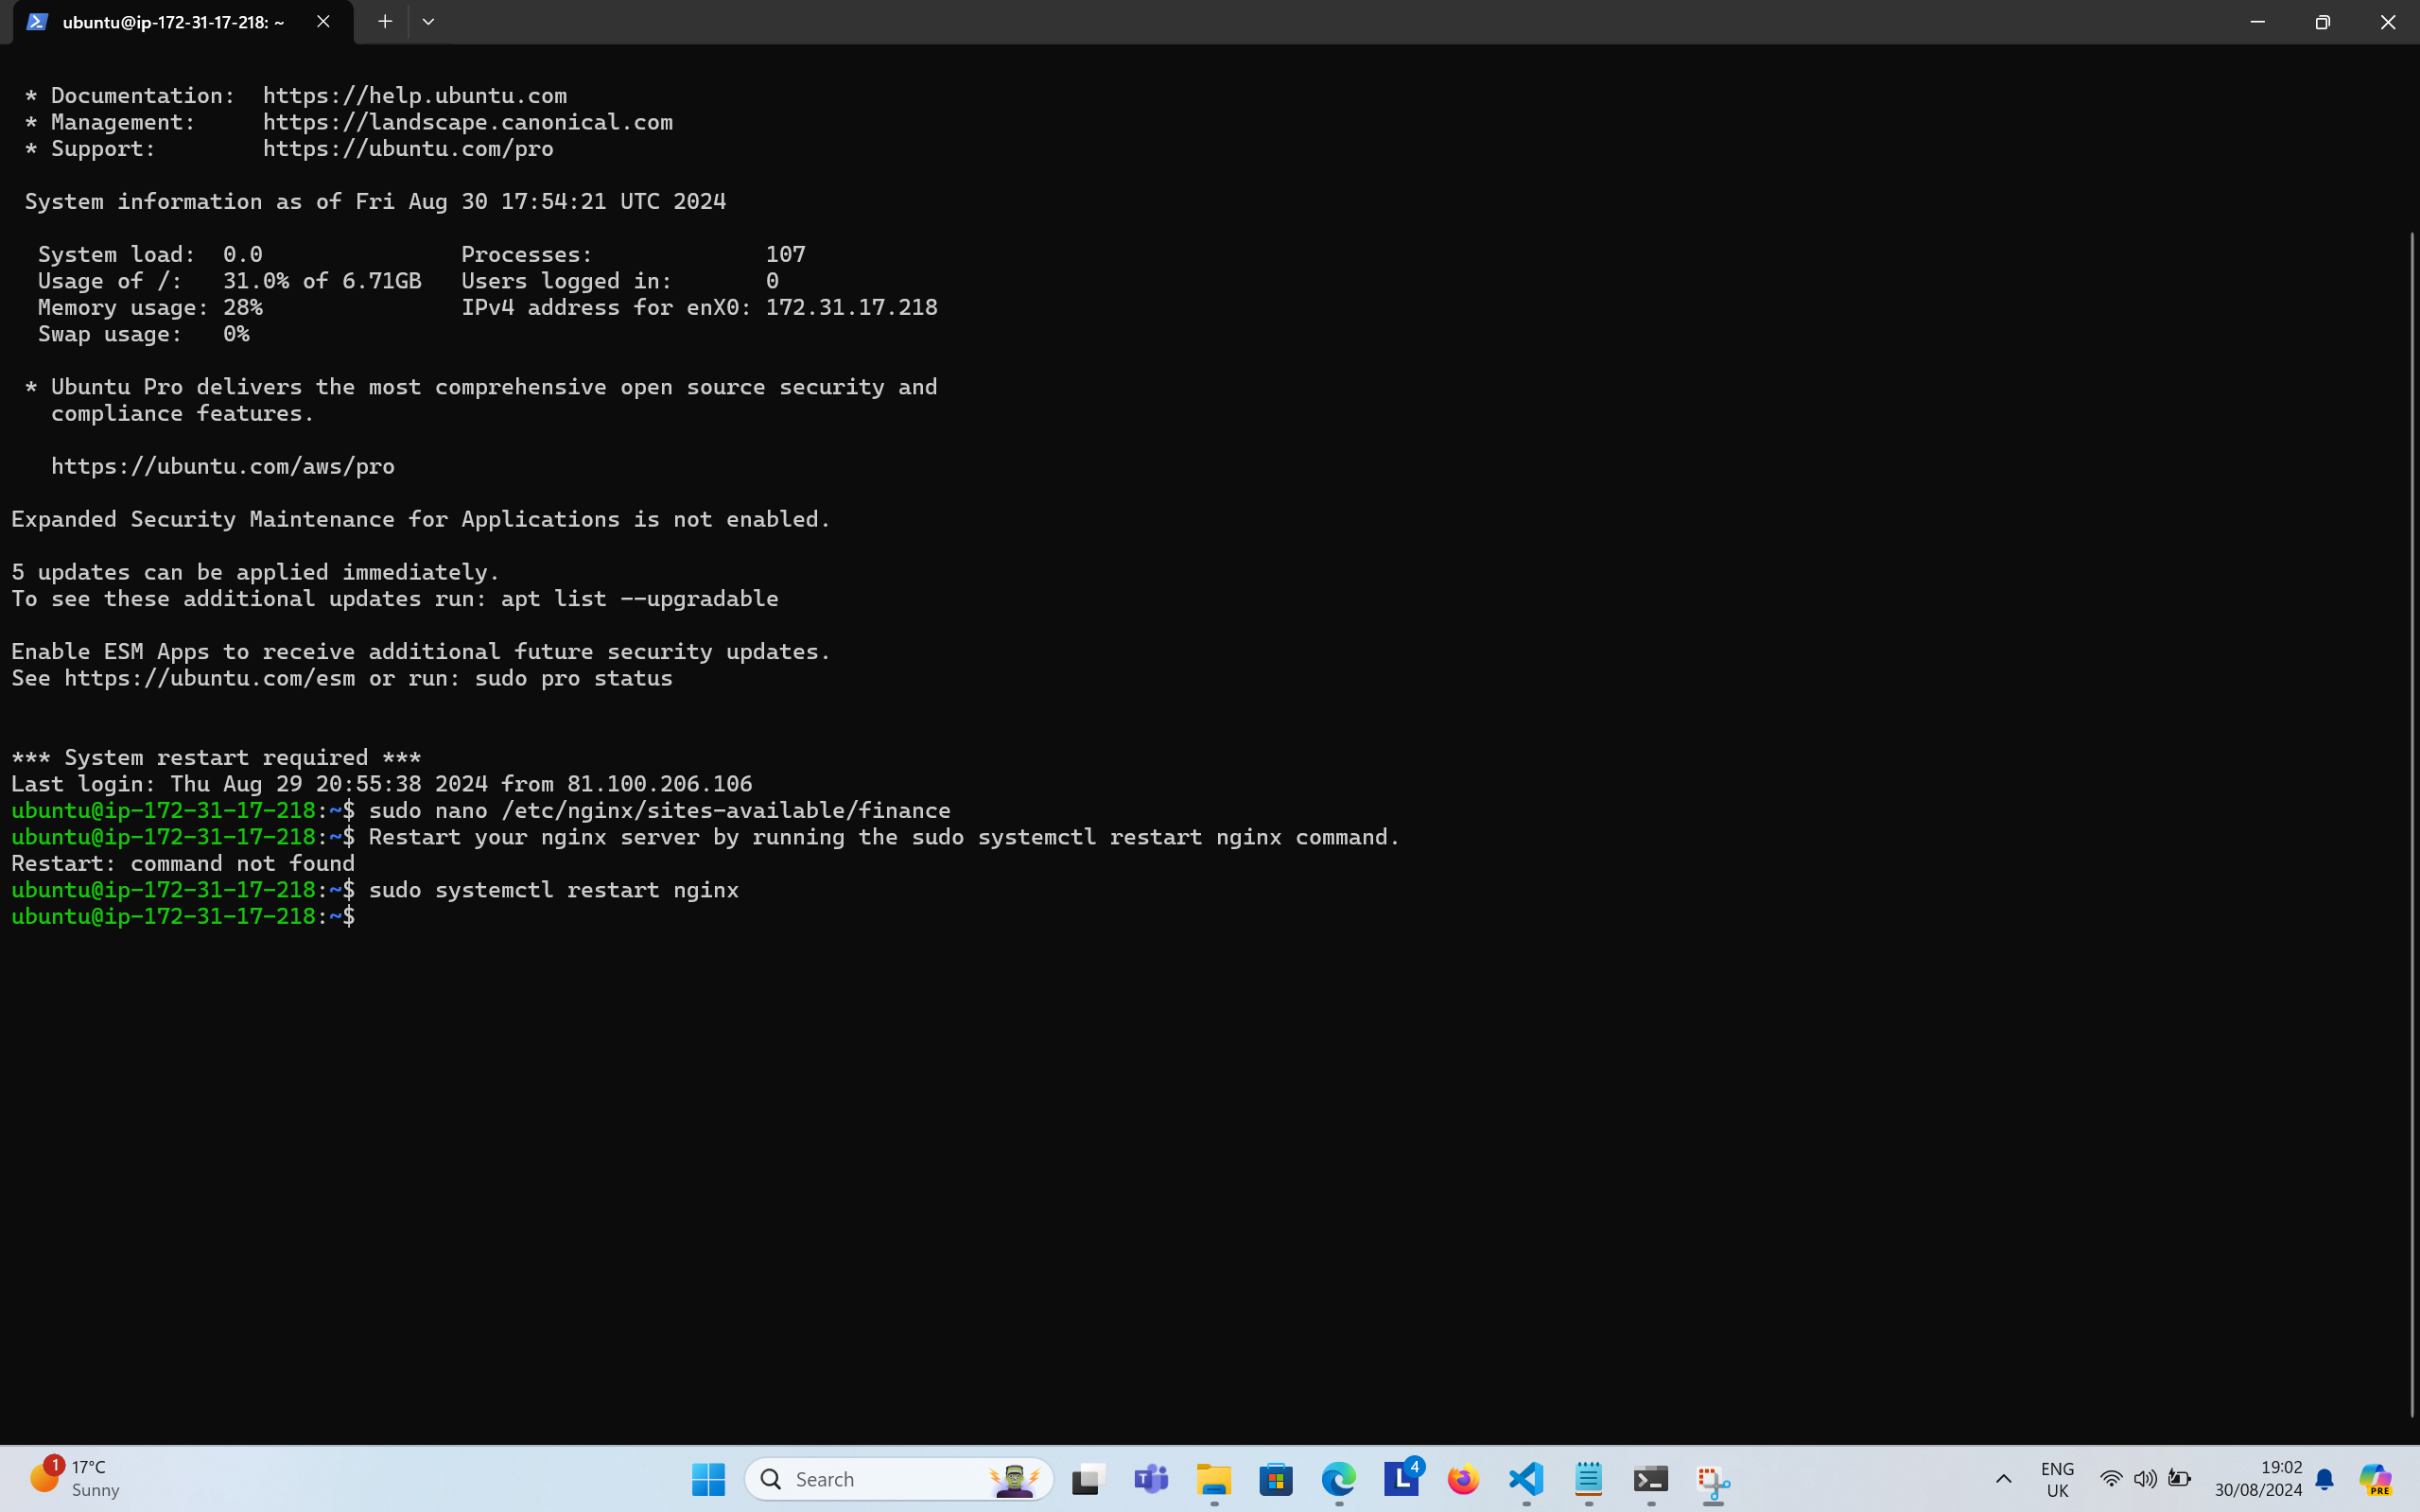 ubuntu@ip-172-31-17-218: ~
* Documentation:  https://help.ubuntu.com
* Management:     https://landscape.canonical.com
* Support:        https://ubuntu.com/pro
System information as of Fri Aug 30 17:54:21 UTC 2024
System load:  0.0               Processes:             107
Usage of /:   31.0% of 6.71GB   Users logged in:       0
Memory usage: 28%               IPv4 address for enX0: 172.31.17.218
Swap usage:   0%
* Ubuntu Pro delivers the most comprehensive open source security and
compliance features.
https://ubuntu.com/aws/pro
Expanded Security Maintenance for Applications is not enabled.
5 updates can be applied immediately.
To see these additional updates run: apt list --upgradable
Enable ESM Apps to receive additional future security updates.
See https://ubuntu.com/esm or run: sudo pro status
*** System restart required ***
Last login: Thu Aug 29 20:55:38 2024 from 81.100.206.106
ubuntu@ip-172-31-17-218:~$ sudo nano /etc/nginx/sites-available/finance
ubuntu@ip-172-31-17-218:~$ Restart your nginx server by running the sudo systemctl restart nginx command.
Restart: command not found
ubuntu@ip-172-31-17-218:~$ sudo systemctl restart nginx
ubuntu@ip-172-31-17-218:~$
1
17°C
Sunny
Search
T
L
4
ENG
UK
19:02
30/08/2024
PRE